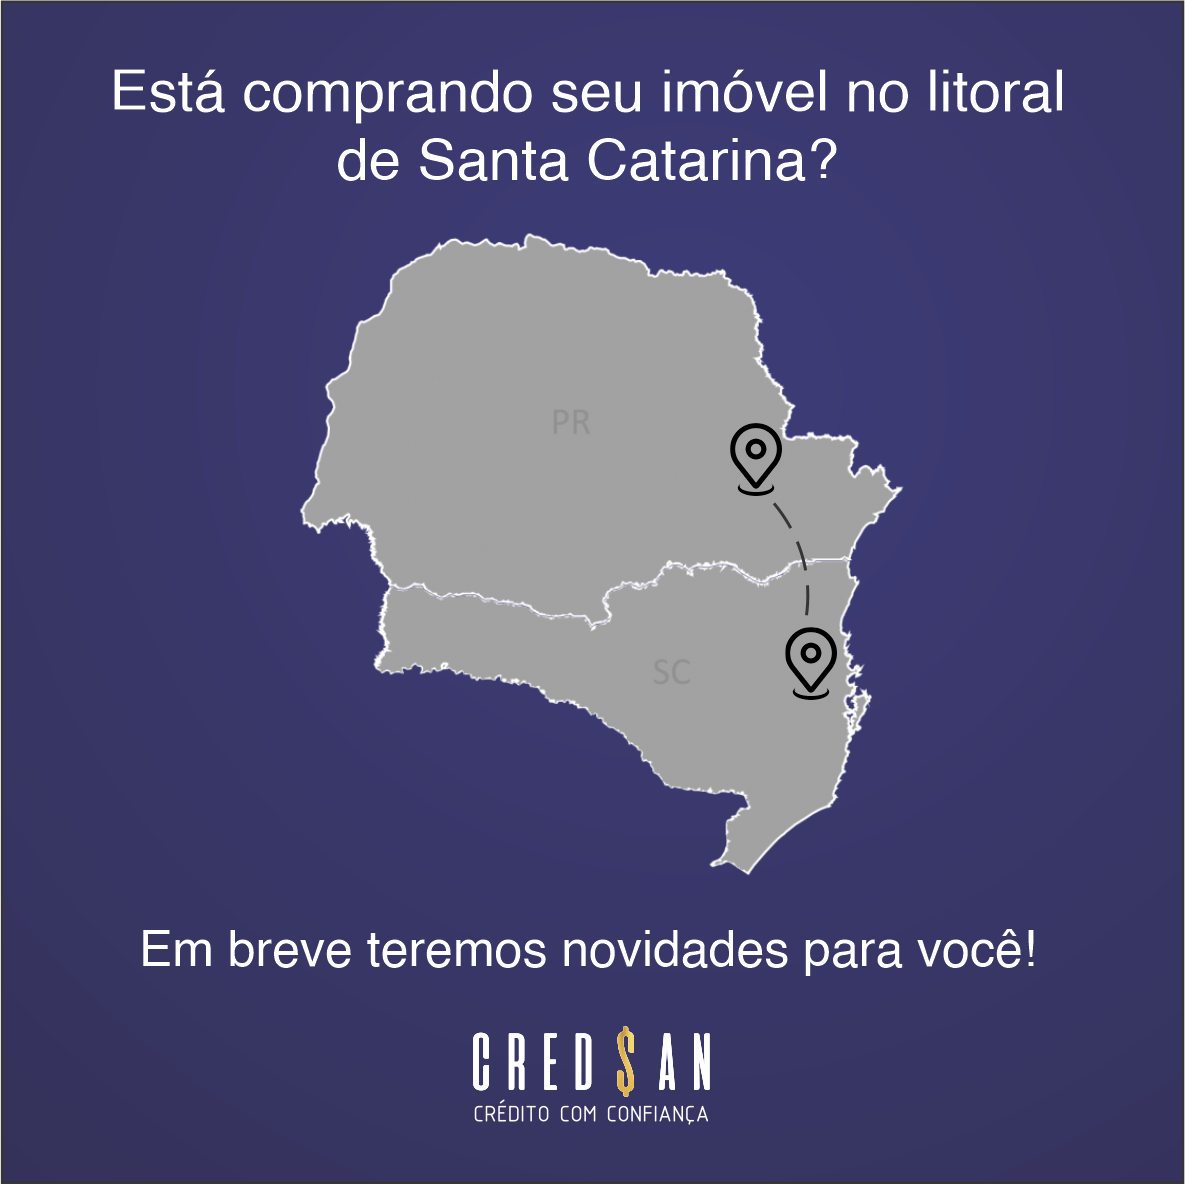 Está comprando seu imóvel no litoral
de Santa Catarina?
PR
SC
Em breve teremos novidades para você!
CRED$AN
CRÉDITO COM CONFIANÇA